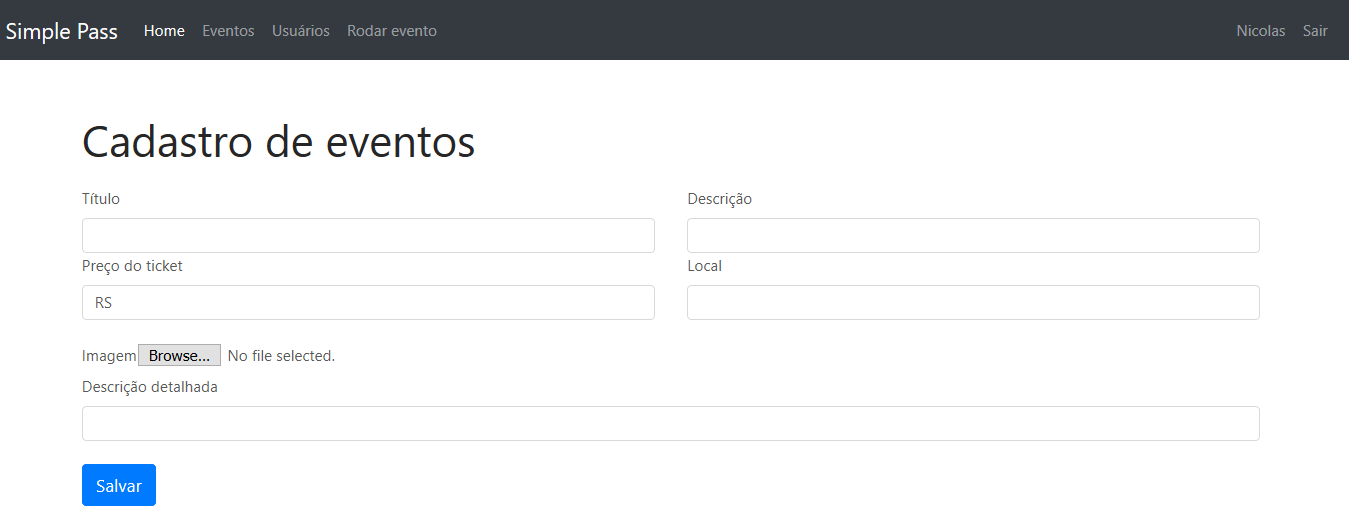 Simple Pass Home Eventos Usuários Rodar evento Nicolas Sair
Cadastro de eventos
Título Descrição
Preço do ticket Local
RS
Imagem Browse... No file selected.
Descrição detalhada
Salvar